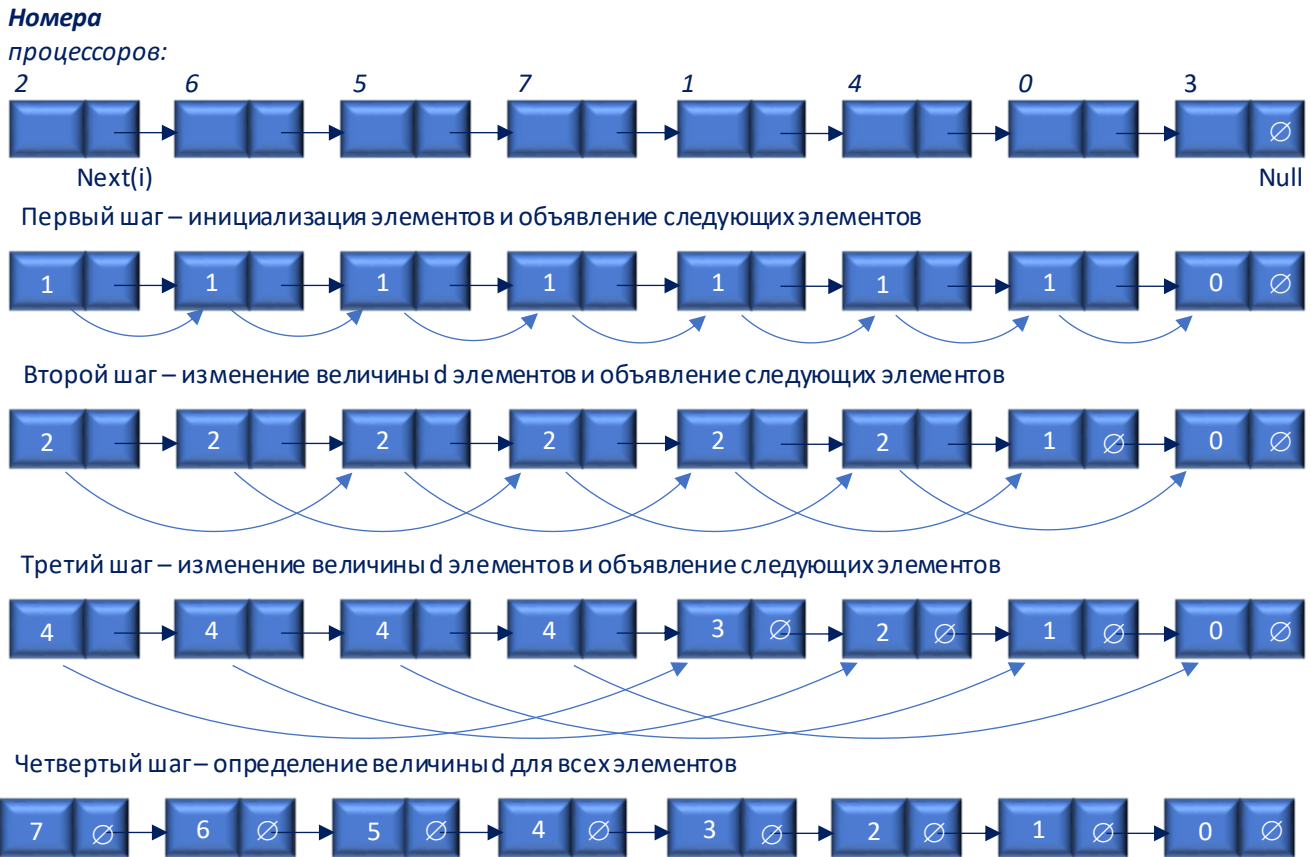 Номера
процессоров:
2 6 5 7 1 4 0 3
∅
Next(i) Null
Первый шаг – инициализация элементов и объявление следующих элементов
1 1 1 1 1 1 1 0 ∅
Второй шаг – изменение величины d элементов и объявление следующих элементов
2 2 2 2 2 2 1 ∅ 0 ∅
Третий шаг – изменение величины d элементов и объявление следующих элементов
4 4 4 4 3 ∅ 2 ∅ 1 ∅ 0 ∅
Четвертый шаг – определение величины d для всех элементов
7 ∅ 6 ∅ 5 ∅ 4 ∅ 3 ∅ 2 ∅ 1 ∅ 0 ∅